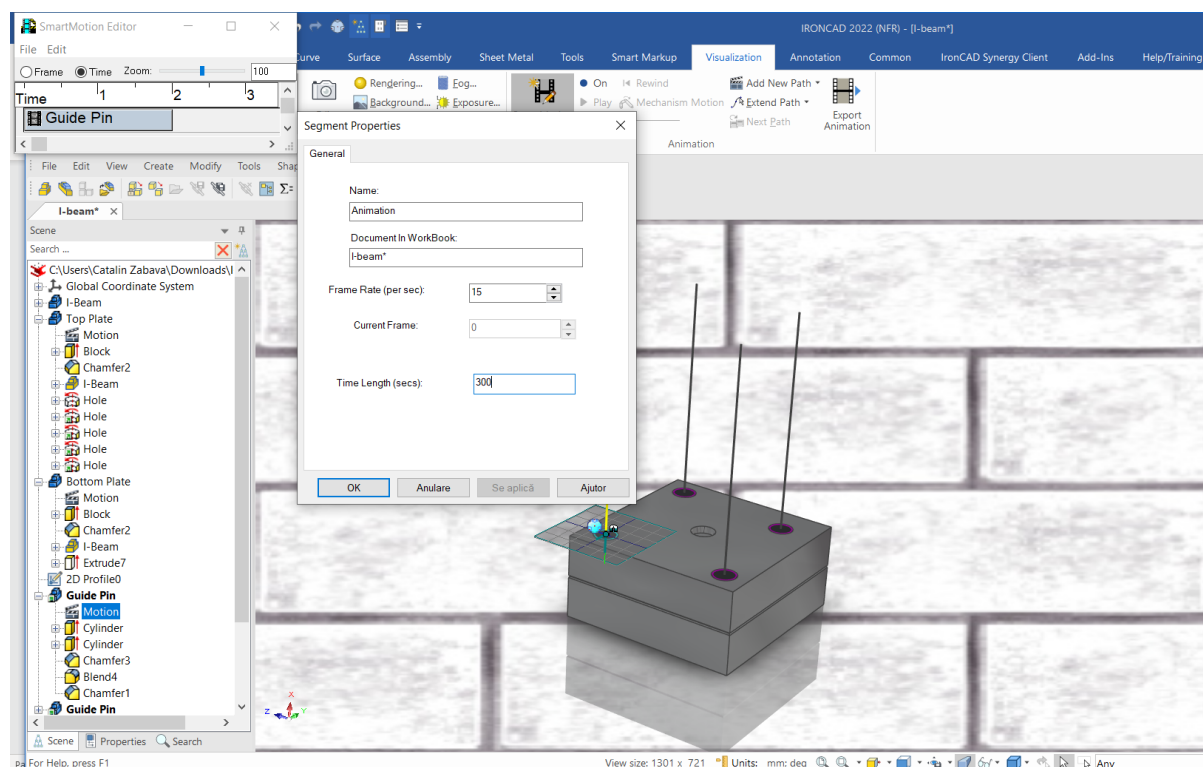 SmartMotion Editor
File Edit
Frame Time Zoom: 100
Time 1 2 3
Guide Pin
IRONCAD 2022 (NFR) - [I-beam*]
urve Surface Assembly Sheet Metal Tools Smart Markup Visualization Annotation Common IronCAD Synergy Client Add-Ins Help/Training
Rendering... Fog... On Rewind Add New Path
Background... Exposure... Play Mechanism Motion Extend Path
Next Path
Export
Animation
Animation
Segment Properties
General
Name:
Animation
Document In WorkBook:
I-beam*
Frame Rate (per sec): 15
Current Frame: 0
Time Length (secs): 300
OK Anulare Se aplică Ajutor
File Edit View Create Modify Tools Shap
Σ=
I-beam*
Scene
Search ...
C:\Users\Catalin Zabava\Downloads\I
Global Coordinate System
I-Beam
Top Plate
Motion
Block
Chamfer2
I-Beam
Hole
Hole
Hole
Hole
Hole
Bottom Plate
Motion
Block
Chamfer2
I-Beam
Extrude7
2D Profile0
Guide Pin
Motion
Cylinder
Cylinder
Chamfer3
Blend4
Chamfer1
Guide Pin
X
Z Y
Scene Properties Search
Pa For Help, press F1
View size: 1301 x 721 Units: mm: deg Any